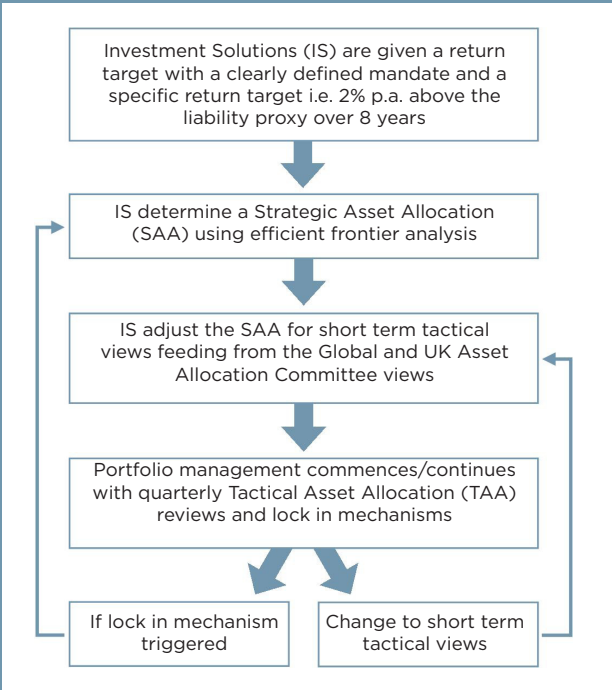 Investment Solutions (IS) are given a return
target with a clearly defined mandate and a
specific return target i.e. 2% p.a. above the
liability proxy over 8 years
IS determine a Strategic Asset Allocation
(SAA) using efficient frontier analysis
IS adjust the SAA for short term tactical
views feeding from the Global and UK Asset
Allocation Committee views
Portfolio management commences/continues
with quarterly Tactical Asset Allocation (TAA)
reviews and lock in mechanisms
If lock in mechanism
triggered
Change to short term
tactical views